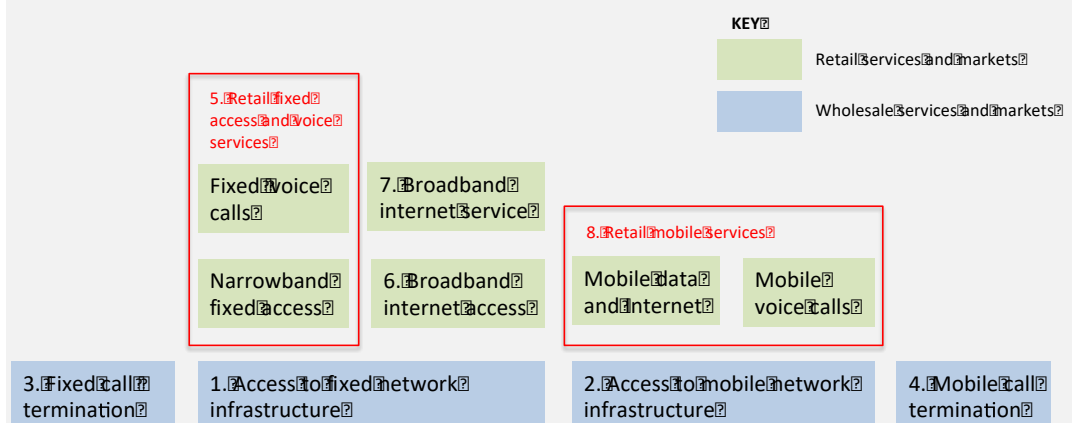 KEY
Retail services and markets
Wholesale services and markets
5. Retail fixed
access and voice
services
Fixed voice
calls
7. Broadband
internet service
8. Retail mobile services
Narrowband
fixed access
6. Broadband
internet access
Mobile data
and Internet
Mobile
voice calls
3. Fixed call
termination
1. Access to fixed network
infrastructure
2. Access to mobile network
infrastructure
4. Mobile call
termination